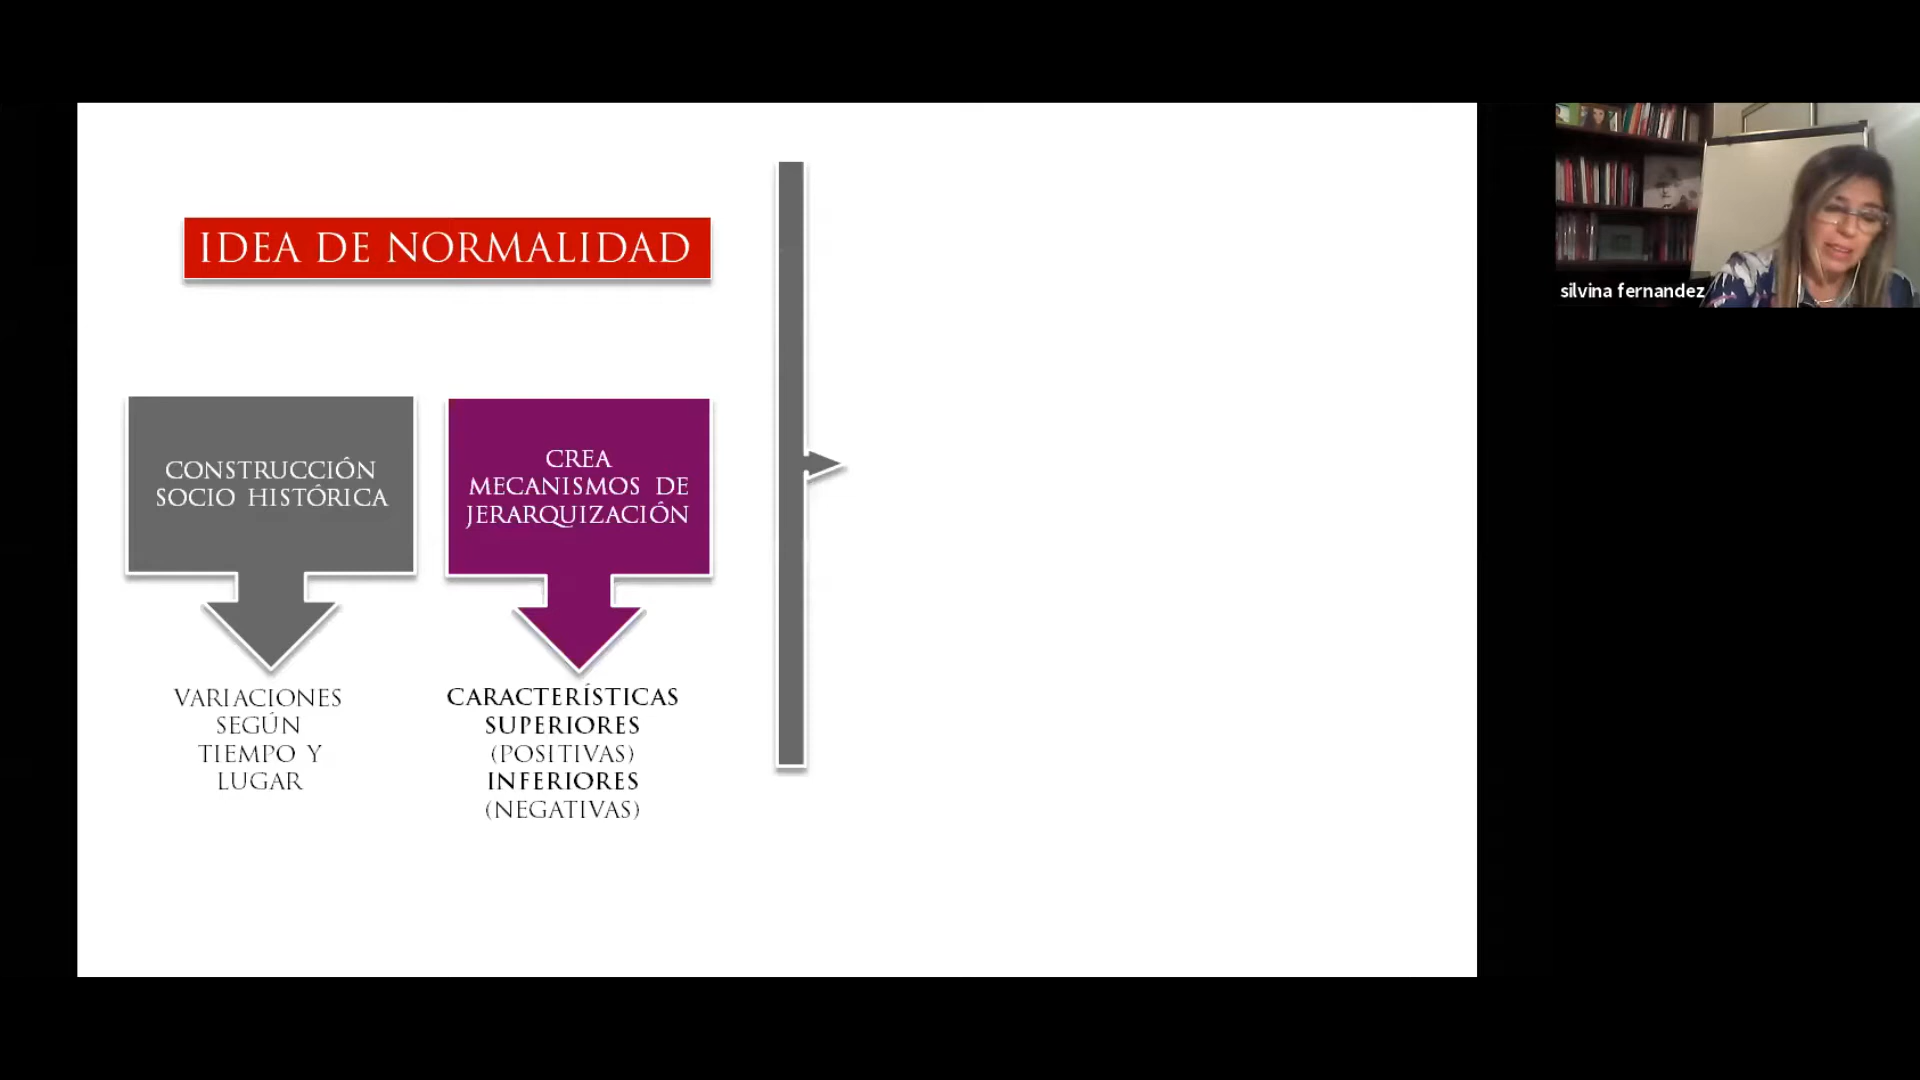 IDEA DE NORMALIDAD
CONSTRUCCIÓN
SOCIO HISTÓRICA
VARIACIONES
SEGÚN
TIEMPO Y
LUGAR
CREA
MECANISMOS DE
JERARQUIZACIÓN
CARACTERÍSTICAS
SUPERIORES
(POSITIVAS)
INFERIORES
(NEGATIVAS)
silvina fernandez